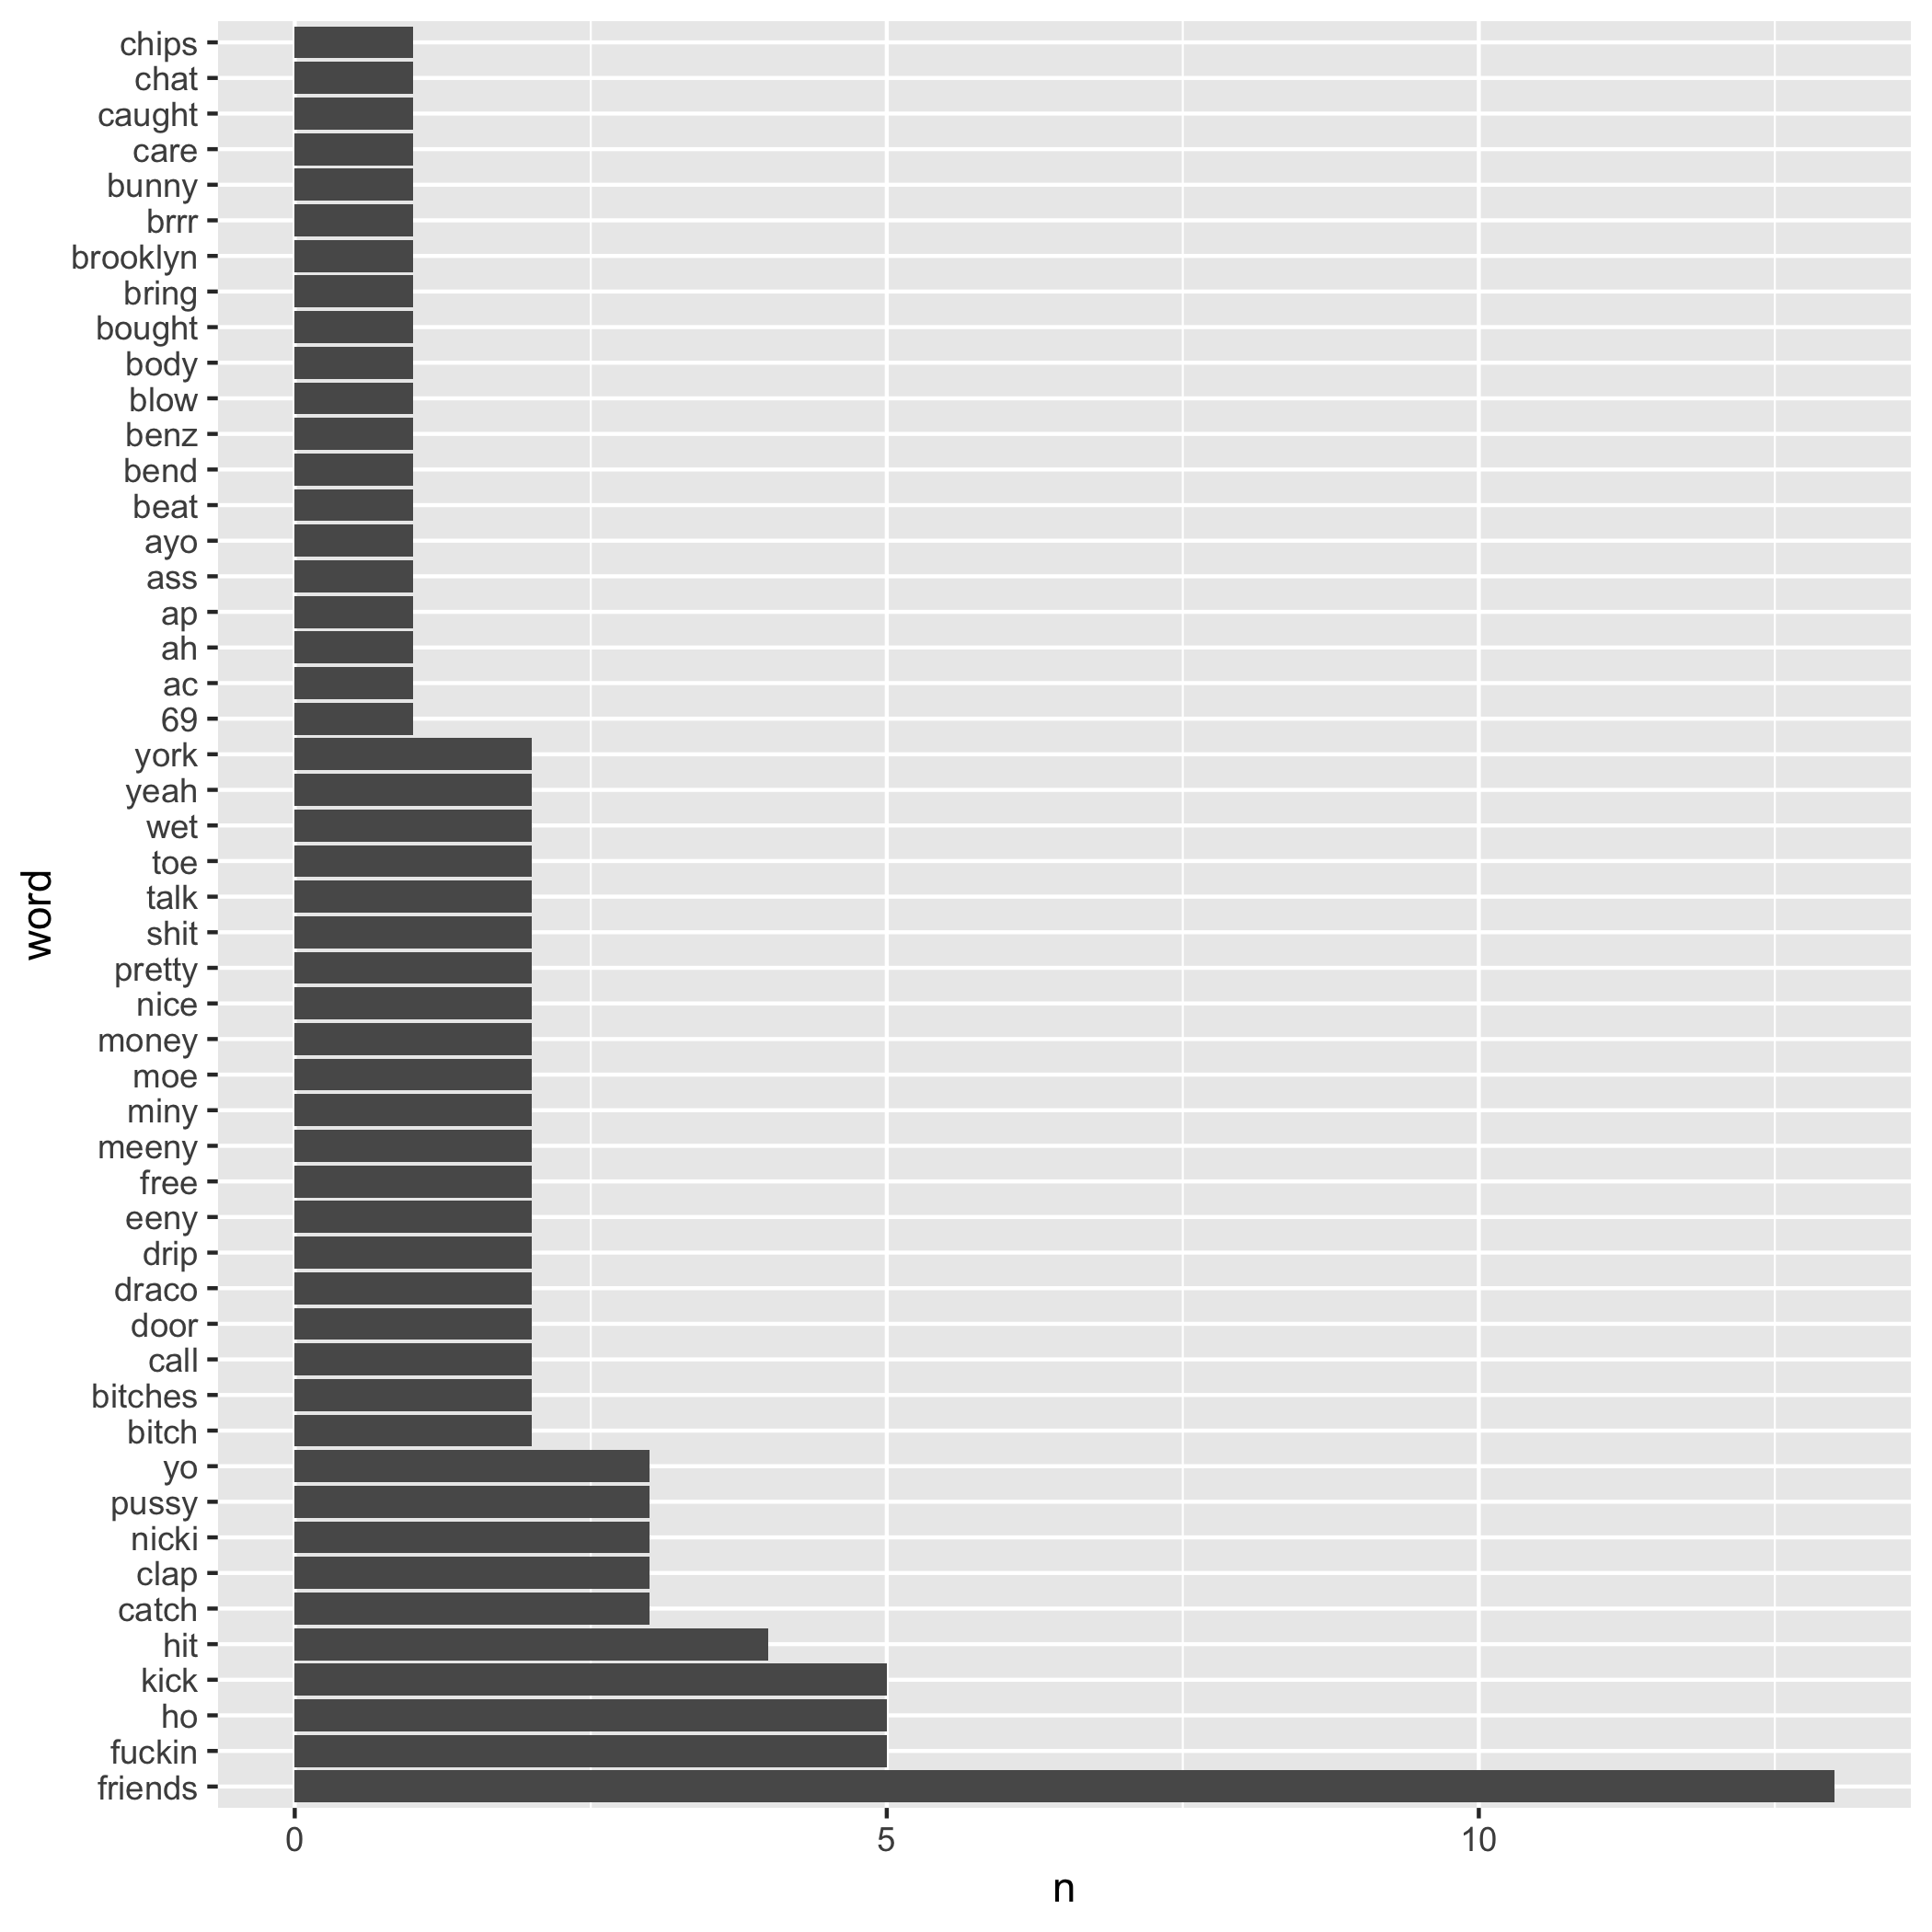 chips
chat
caught
care
bunny
brrr
brooklyn
bring
bought
body
blow
benz
bend
beat
ayo
ass
ap
ah
ac
69
york
yeah
wet
toe
talk
shit
pretty
nice
money
moe
miny
meeny
free
eeny
drip
draco
door
call
bitches
bitch
yo
pussy
nicki
clap
catch
hit
kick
ho
fuckin
friends
word
0 5 10
n